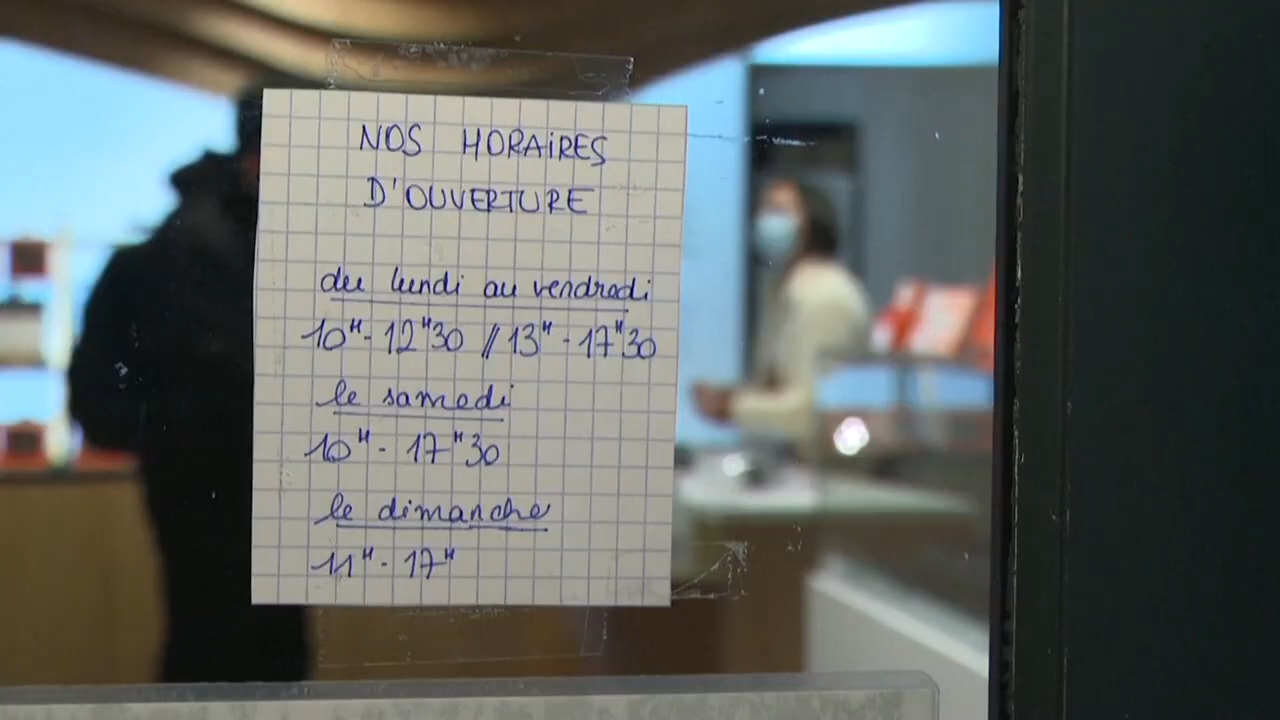 NOS HORAIRES
D'OUVERTURE
du lundi au vendredi
10H - 12H30 // 13H - 17H30
le samedi
10H - 17H30
le dimanche
11H - 17H